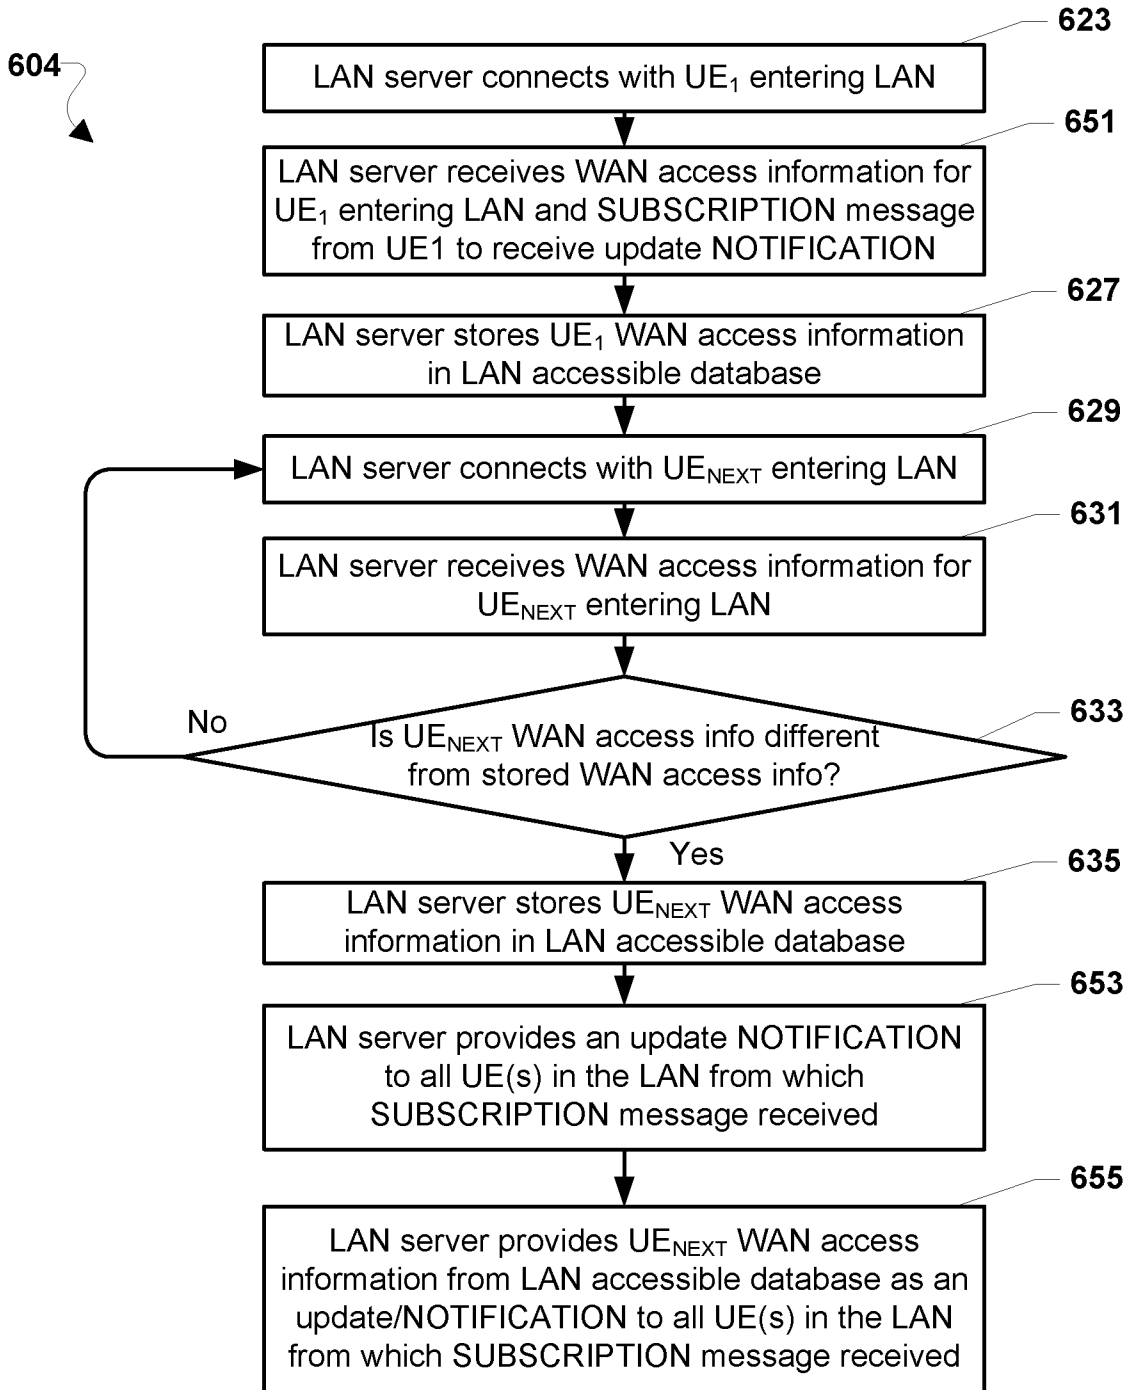 623
604
LAN server connects with UE₁ entering LAN
651
LAN server receives WAN access information for
UE₁ entering LAN and SUBSCRIPTION message
from UE1 to receive update NOTIFICATION
627
LAN server stores UE₁ WAN access information
in LAN accessible database
629
LAN server connects with UE_NEXT entering LAN
631
LAN server receives WAN access information for
UE_NEXT entering LAN
633
No
Is UE_NEXT WAN access info different
from stored WAN access info?
Yes
635
LAN server stores UE_NEXT WAN access
information in LAN accessible database
653
LAN server provides an update NOTIFICATION
to all UE(s) in the LAN from which
SUBSCRIPTION message received
655
LAN server provides UE_NEXT WAN access
information from LAN accessible database as an
update/NOTIFICATION to all UE(s) in the LAN
from which SUBSCRIPTION message received